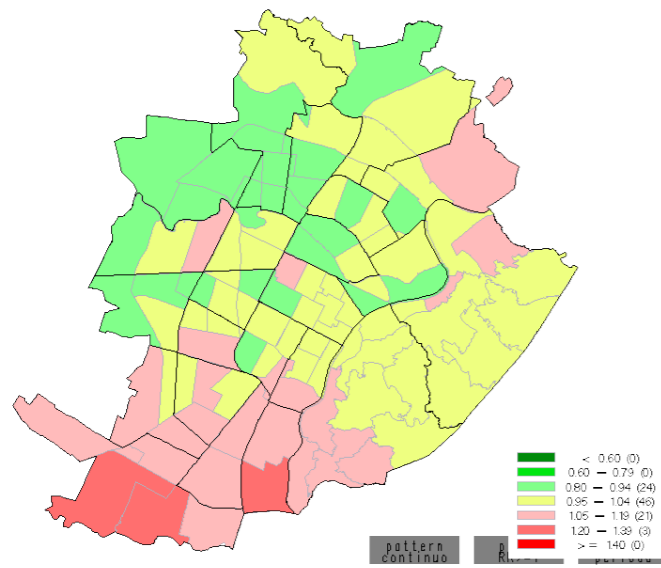 < 0.60 (0)
0.60 – 0.79 (0)
0.80 – 0.94 (24)
0.95 – 1.04 (46)
1.05 – 1.19 (21)
1.20 – 1.39 (3)
>= 1.40 (0)
pattern
continuo